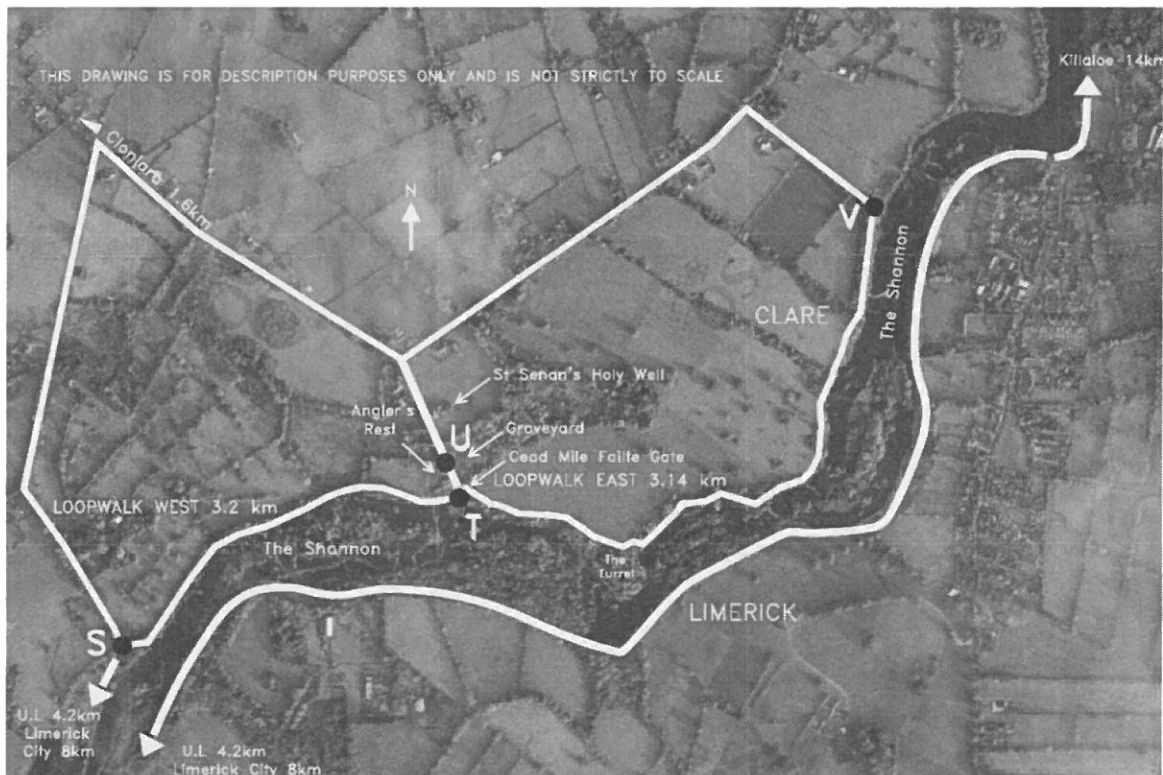 THIS DRAWING IS FOR DESCRIPTION PURPOSES ONLY AND IS NOT STRICTLY TO SCALE
Killaloe 14km
Clonlara 1.6km
N
V
The Shannon
CLARE
St Senan's Holy Well
Angler's
Rest
U
Graveyard
Cead Mile Failte Gate
LOOPWALK EAST 3.14 km
LOOPWALK WEST 3.2 km
T
The Shannon
The
Turret
LIMERICK
S
U.L 4.2km
Limerick
City 8km
U.L 4.2km
Limerick City 8km